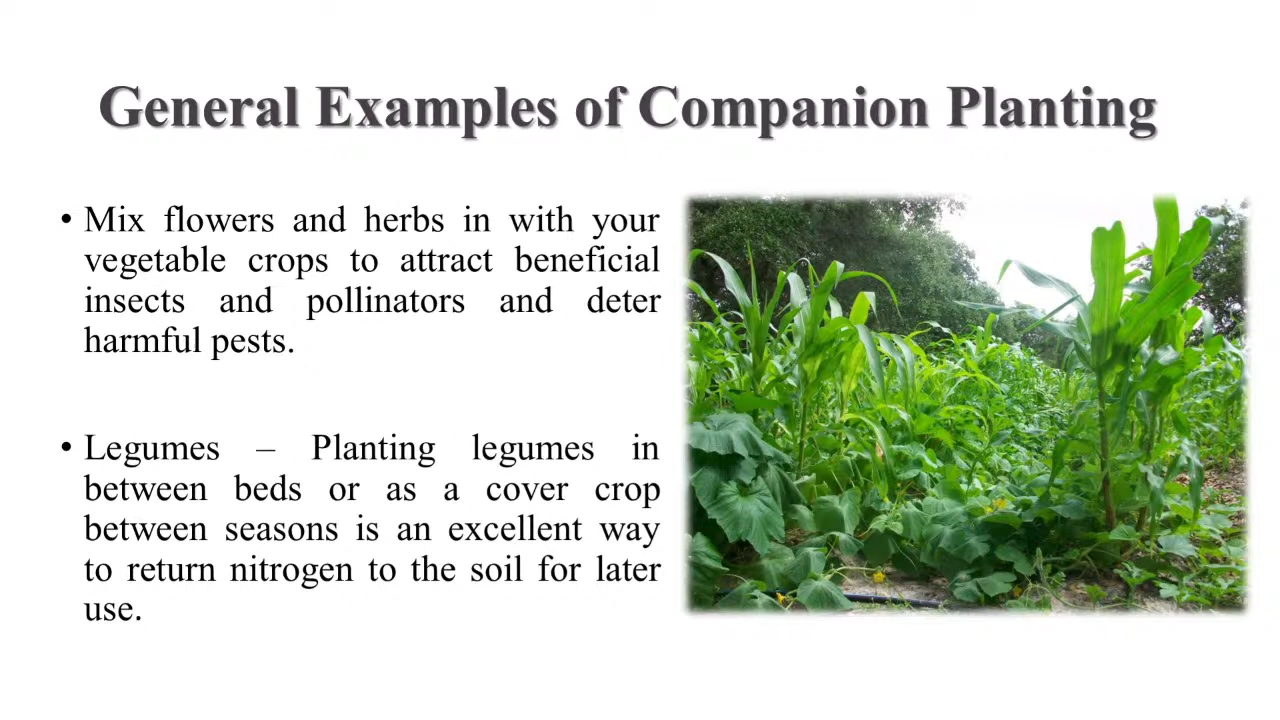 General Examples of Companion Planting
• Mix flowers and herbs in with your
vegetable crops to attract beneficial
insects and pollinators and deter
harmful pests.
• Legumes – Planting legumes in
between beds or as a cover crop
between seasons is an excellent way
to return nitrogen to the soil for later
use.